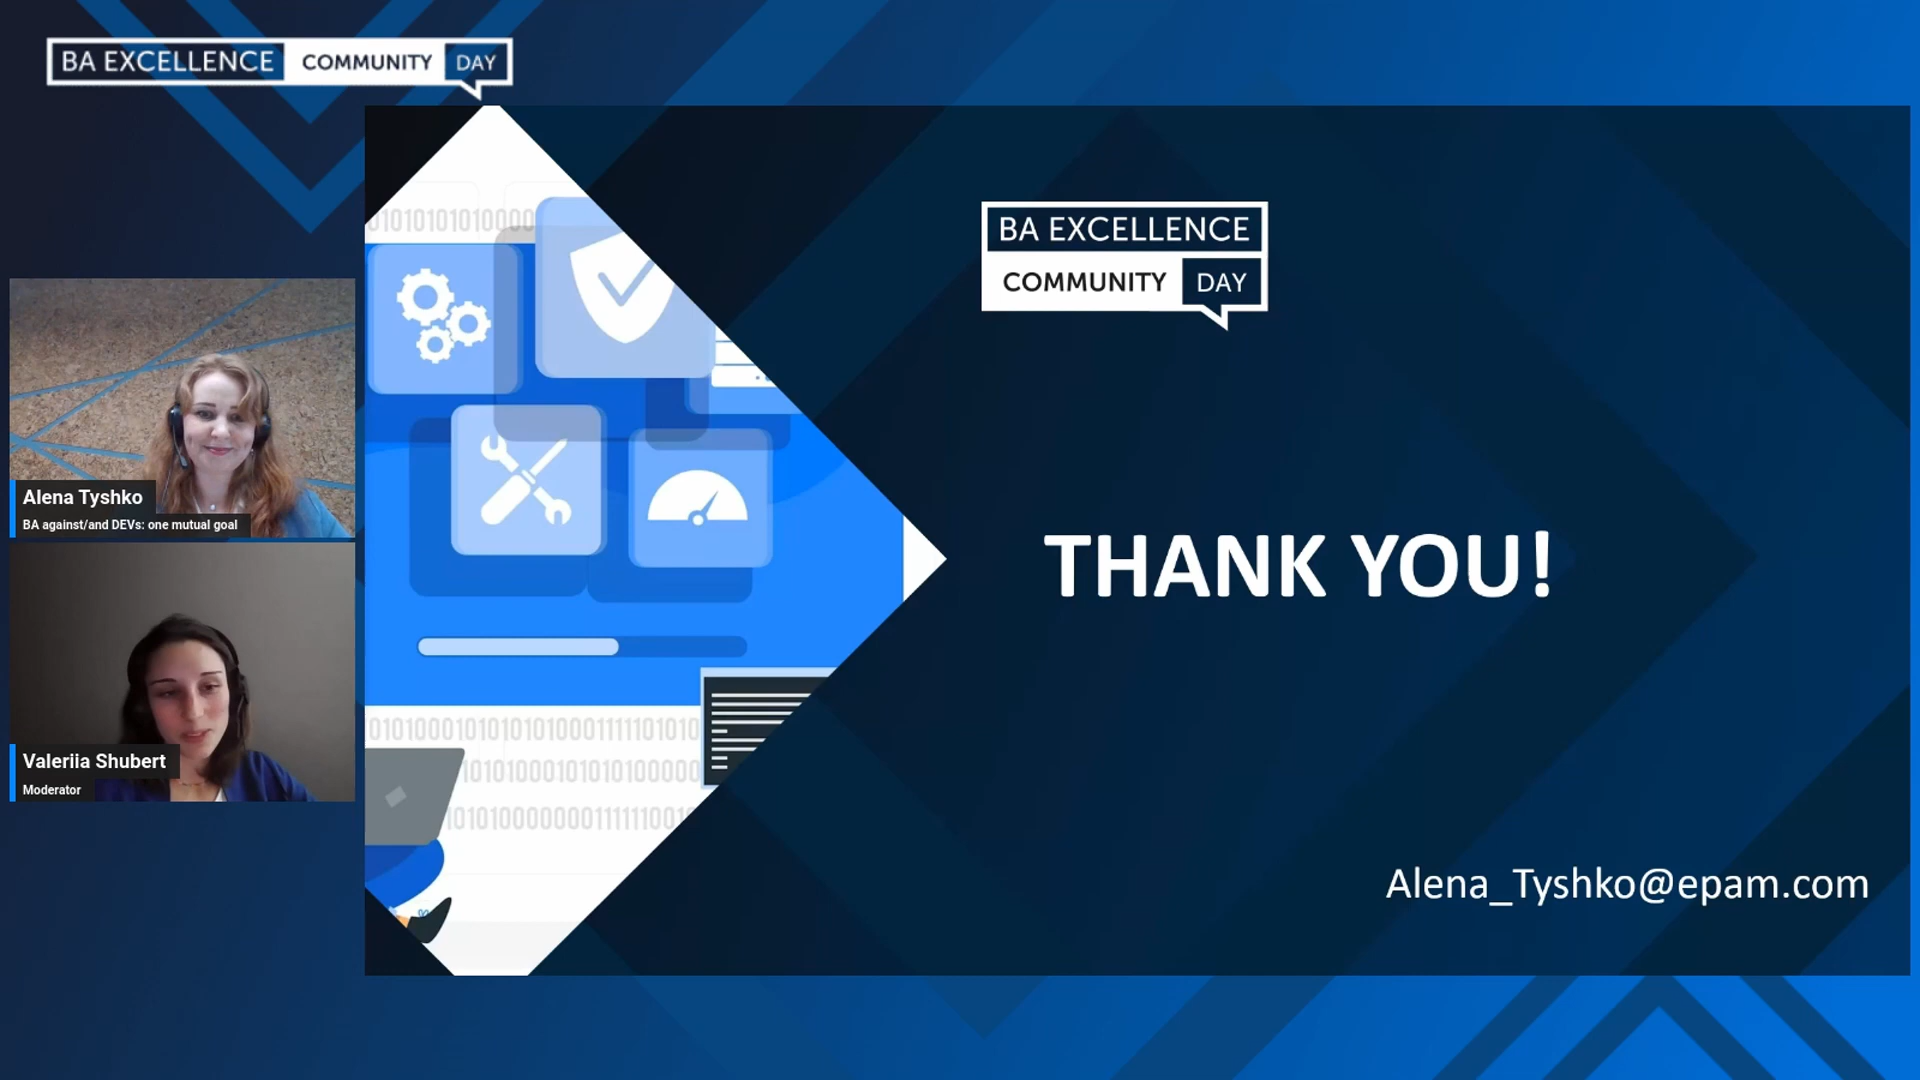 BA EXCELLENCE COMMUNITY DAY
BA EXCELLENCE
COMMUNITY DAY
Alena Tyshko
BA against/and DEVs: one mutual goal
Valeriia Shubert
Moderator
THANK YOU!
Alena_Tyshko@epam.com